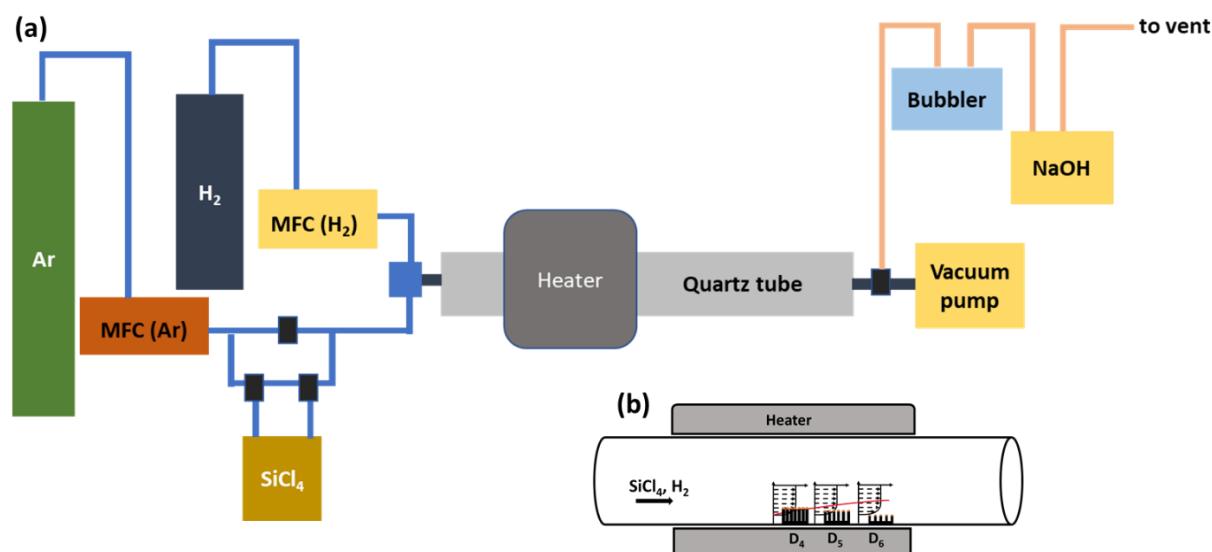 (a)
to vent
Bubbler
H₂
NaOH
MFC (H₂)
Ar
Heater
Quartz tube
Vacuum
pump
MFC (Ar)
(b)
Heater
SiCl₄
SiCl₄, H₂
D₄ D₅ D₆